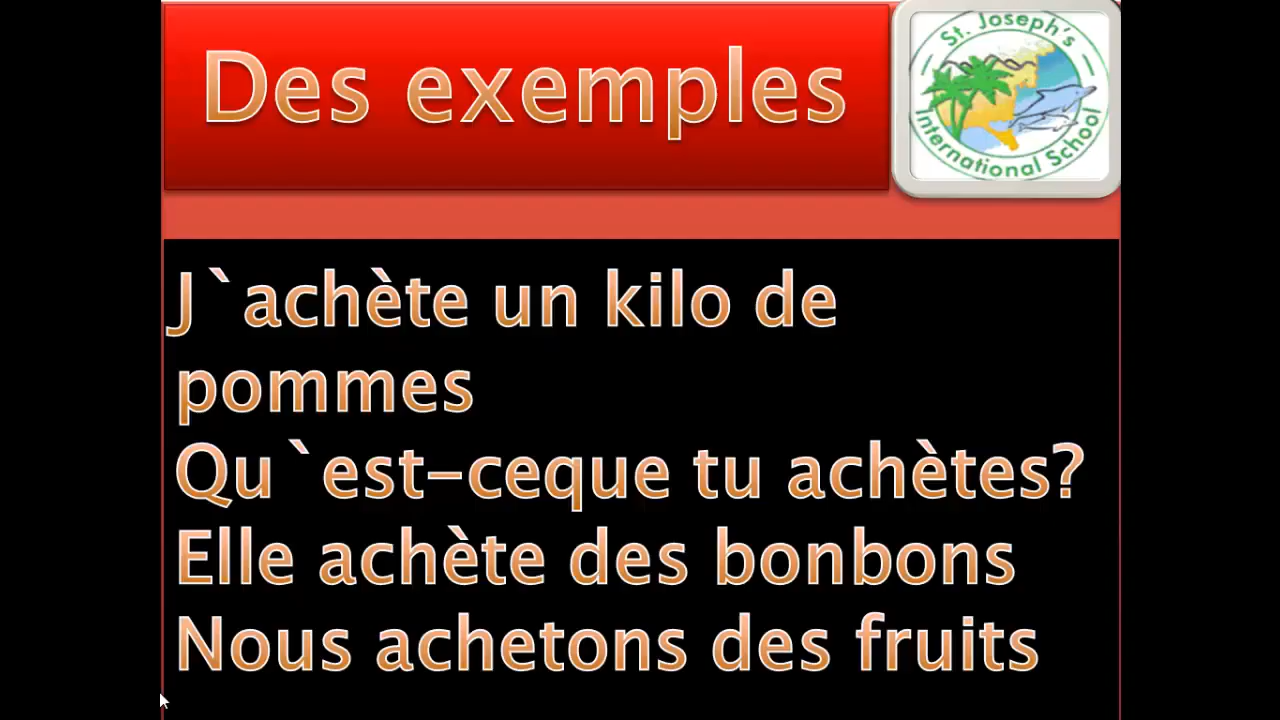 Des exemples
St. Joseph's
International School
J`achète un kilo de
pommes
Qu`est-ceque tu achètes?
Elle achète des bonbons
Nous achetons des fruits